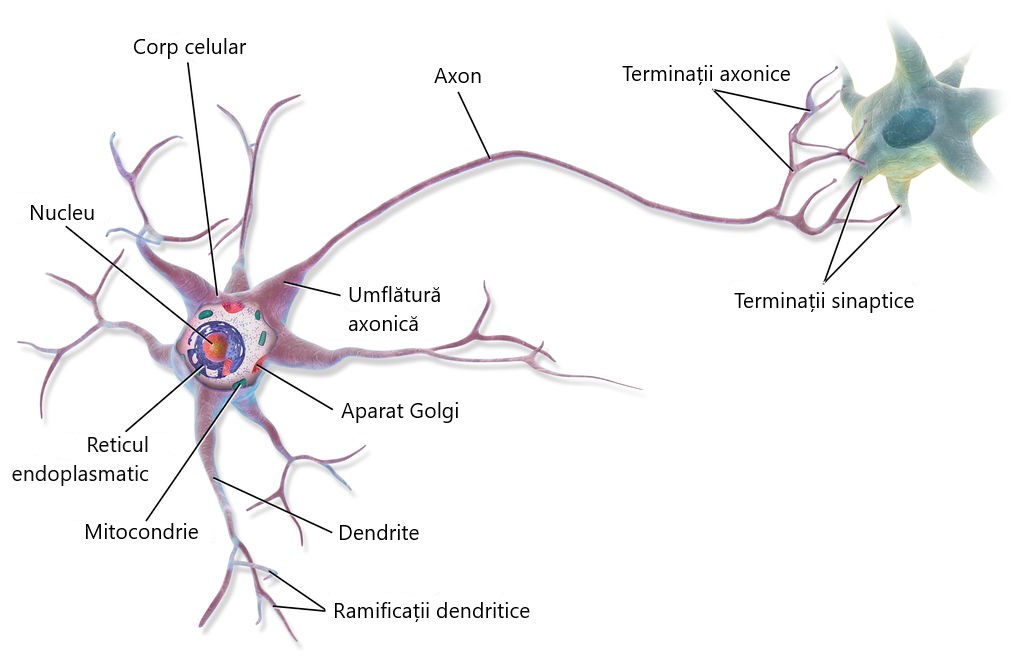 Corp celular
Axon
Terminații axonice
Nucleu
Umflătură
axonică
Terminații sinaptice
Aparat Golgi
Reticul
endoplasmatic
Mitocondrie
Dendrite
Ramificații dendritice